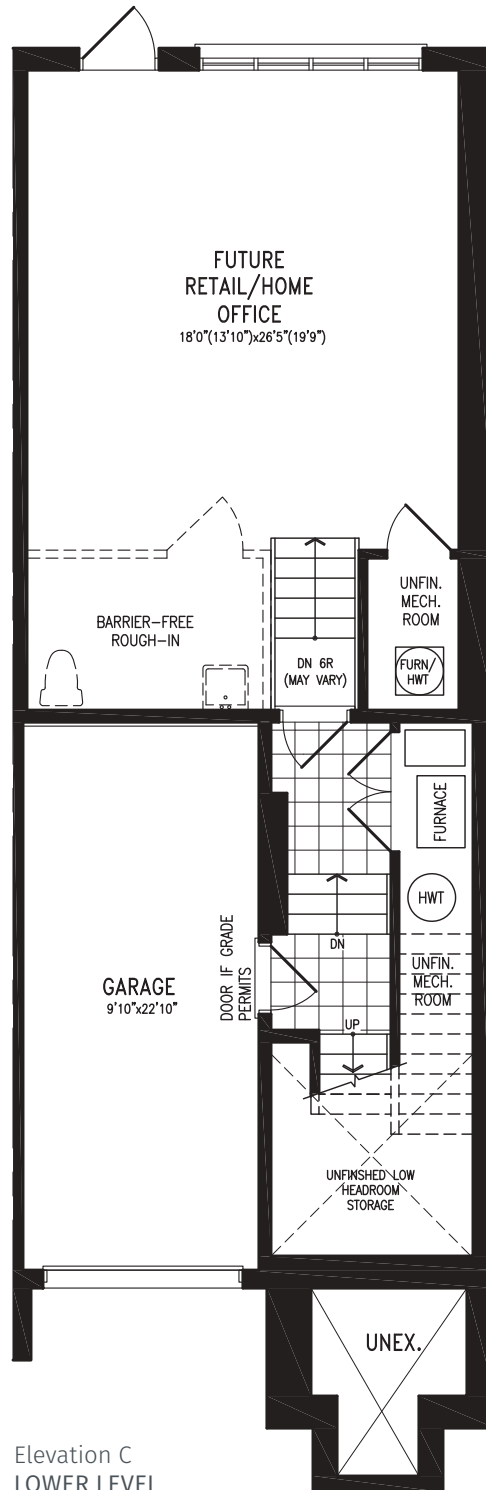 FUTURE
RETAIL/HOME
OFFICE
18'0"(13'10")x26'5"(19'9")
BARRIER-FREE
ROUGH-IN
DN 6R
(MAY VARY)
UNFIN.
MECH.
ROOM
FURN/
HWT
FURNACE
HWT
DN
UNFIN.
MECH.
ROOM
GARAGE
9'10"x22'10"
DOOR IF GRADE
PERMITS
UP
UNFINISHED LOW
HEADROOM
STORAGE
UNEX.
Elevation C
LOWER LEVEL